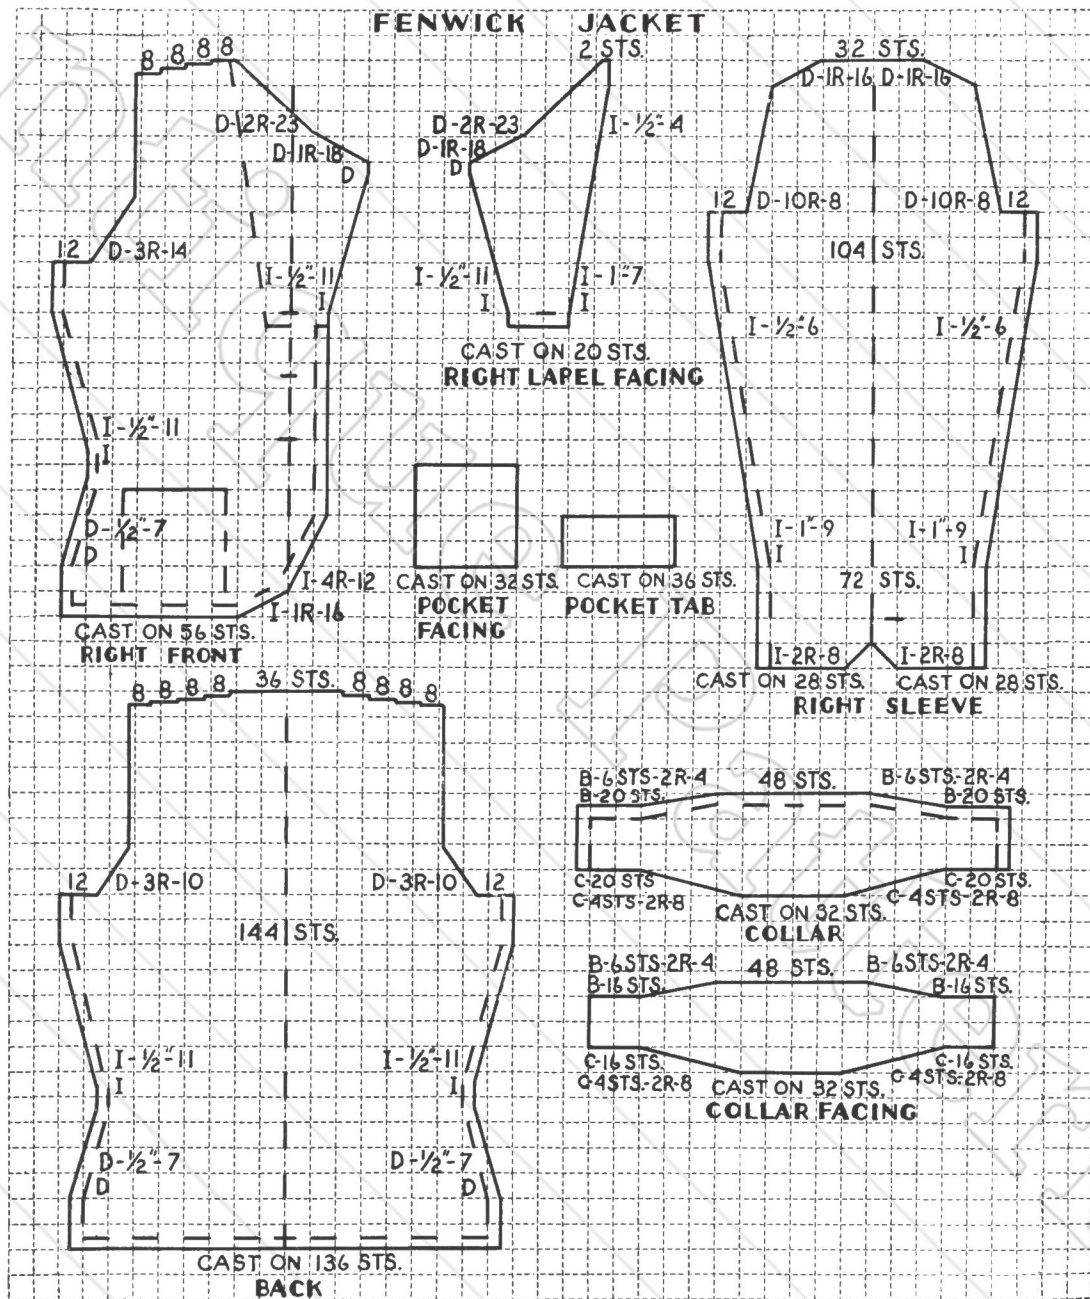 FENWICK JACKET
8 8 8 8
D-2R-23
D-1R-18
D
12
D-3R-14
I-½"-11
I
I-½"-11
I
D-½"-7
D
I-4R-12
I-1R-16
CAST ON 56 STS.
RIGHT FRONT
2 STS.
D-2R-23
D-1R-18
D
I-½"-4
I-½"-11
I
I-1"7
I
CAST ON 20 STS.
RIGHT LAPEL FACING
CAST ON 32 STS.
POCKET
FACING
CAST ON 36 STS.
POCKET TAB
32 STS.
D-1R-16 D-1R-16
12 D-10R-8 D-10R-8 12
104 STS.
I-½"6 I-½"-6
I-1"-9 I-1"-9
I I
72 STS.
I-2R-8 I-2R-8
CAST ON 28 STS. CAST ON 28 STS.
RIGHT SLEEVE
8 8 8 8 36 STS. 8 8 8 8
12 D-3R-10 D-3R-10 12
144 STS.
I-½"-11 I-½"-11
I I
D-½"-7 D-½"-7
D D
CAST ON 136 STS.
BACK
B-6STS-2R-4 48 STS. B-6STS-2R-4
B-20 STS. B-20 STS.
C-20 STS C-20 STS.
C-4STS-2R-8 C-4STS-2R-8
CAST ON 32 STS.
COLLAR
B-6STS-2R-4 48 STS. B-6STS-2R-4
B-16 STS. B-16 STS.
C-16 STS. C-16 STS.
C-4STS-2R-8 C-4STS-2R-8
CAST ON 32 STS.
COLLAR FACING